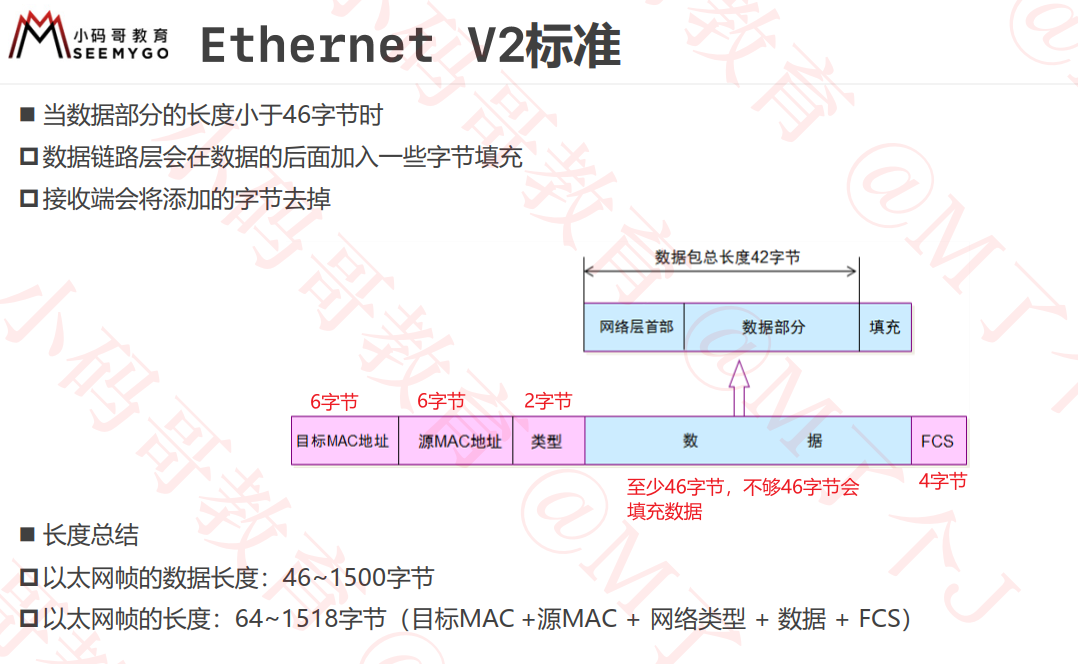 小码哥教育
SEEMYGO
Ethernet V2标准
■ 当数据部分的长度小于46字节时
数据链路层会在数据的后面加入一些字节填充
接收端会将添加的字节去掉
数据包总长度42字节
网络层首部 数据部分 填充
6字节 6字节 2字节
目标MAC地址 源MAC地址 类型 数 据 FCS
至少46字节，不够46字节会
填充数据
4字节
■ 长度总结
以太网帧的数据长度：46~1500字节
以太网帧的长度：64~1518字节（目标MAC +源MAC + 网络类型 + 数据 + FCS）
小码哥教育 @M了个J